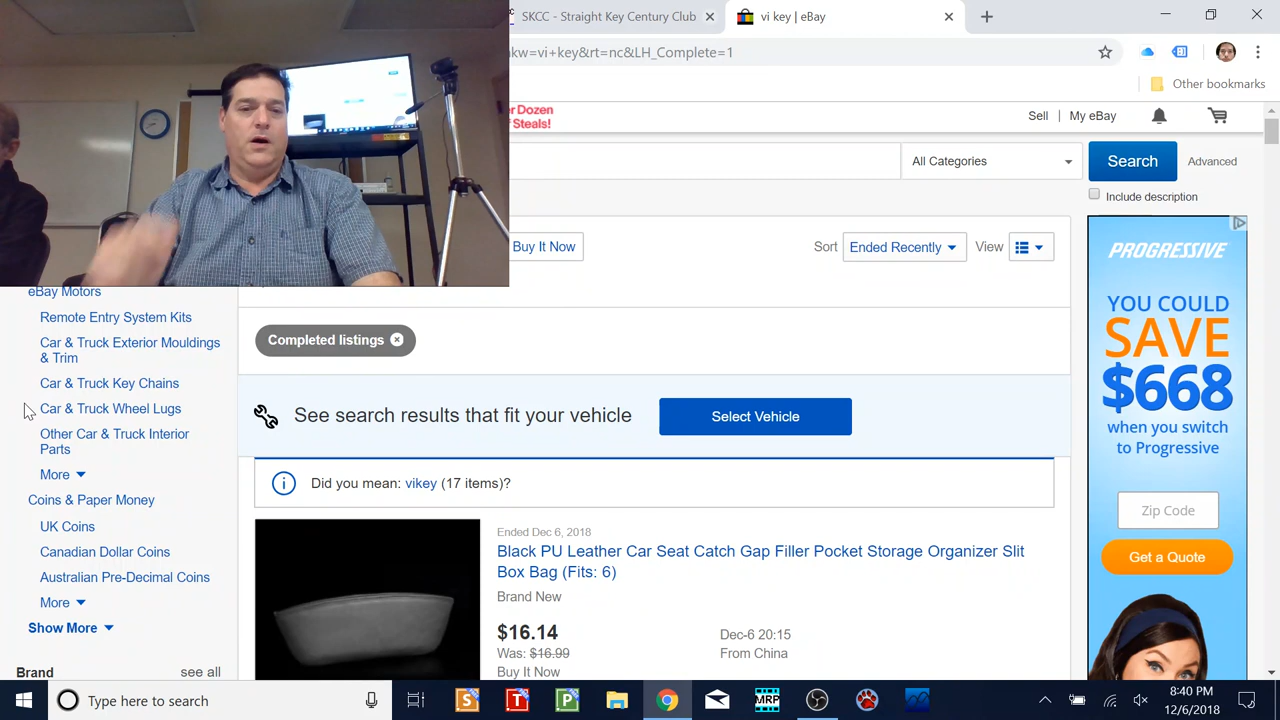 SKCC - Straight Key Century Club
vi key | eBay
nkw=vi+key&rt=nc&LH_Complete=1
Other bookmarks
er Dozen
f Steals!
Sell | My eBay
All Categories
Search
Advanced
Include description
Buy It Now
Sort
Ended Recently
View
eBay Motors
Remote Entry System Kits
Car & Truck Exterior Mouldings
& Trim
Car & Truck Key Chains
Car & Truck Wheel Lugs
Other Car & Truck Interior
Parts
More
Coins & Paper Money
UK Coins
Canadian Dollar Coins
Australian Pre-Decimal Coins
More
Show More
Brand
see all
Completed listings
See search results that fit your vehicle
Select Vehicle
Did you mean: vikey (17 items)?
Ended Dec 6, 2018
Black PU Leather Car Seat Catch Gap Filler Pocket Storage Organizer Slit
Box Bag (Fits: 6)
Brand New
$16.14
Was: $16.99
Buy It Now
Dec-6 20:15
From China
PROGRESSIVE
YOU COULD
SAVE
$668
when you switch
to Progressive
Zip Code
Get a Quote
Type here to search
S
T
P
MRP
8:40 PM
12/6/2018